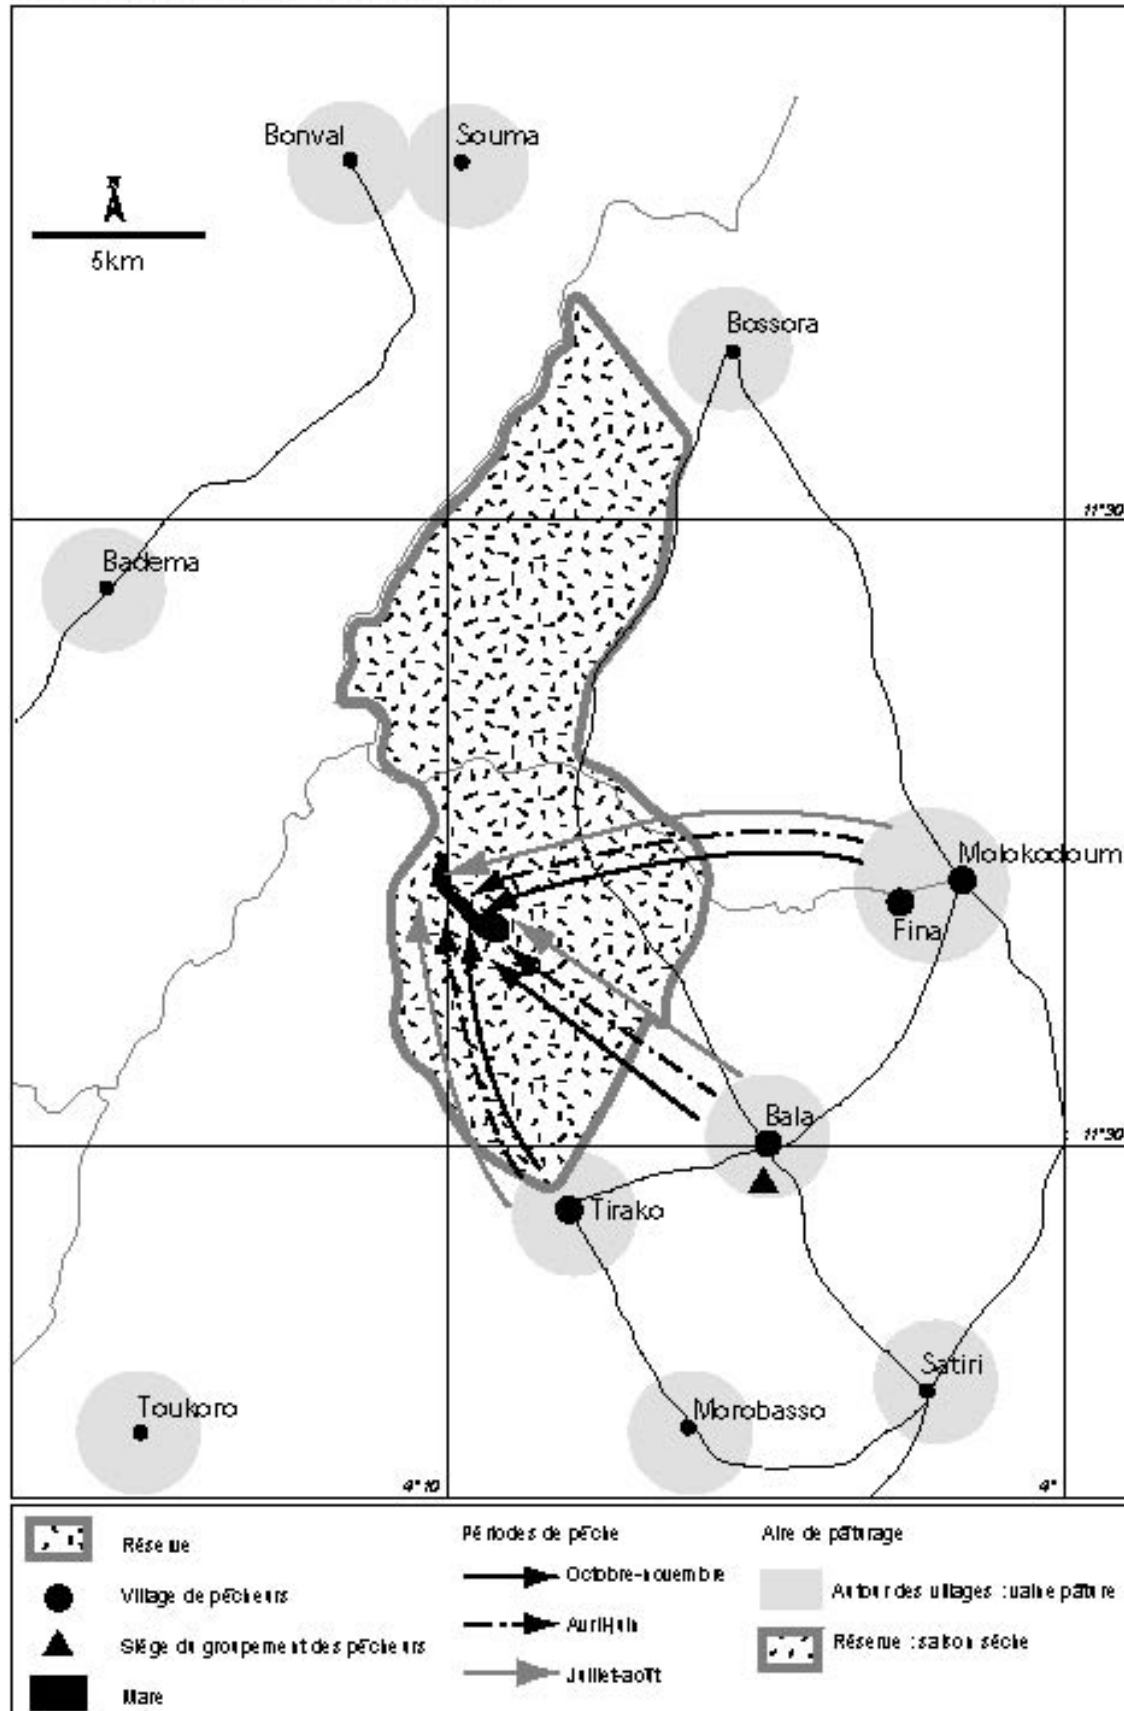 Bonval
Souma
N
5km
Bossora
11°30
Badema
Molokadoum
Fina
Bala
11°30
Tirako
Satiri
Toukoro
Morobasso
4°10
4°
Réserve
Village de pêcheurs
Siège du groupement des pêcheurs
Mare
Périodes de pêche
Octobre-novembre
Avril-Juin
Juillet-août
Aire de pâturage
Autour des villages : vaine pâture
Réserve : saison sèche